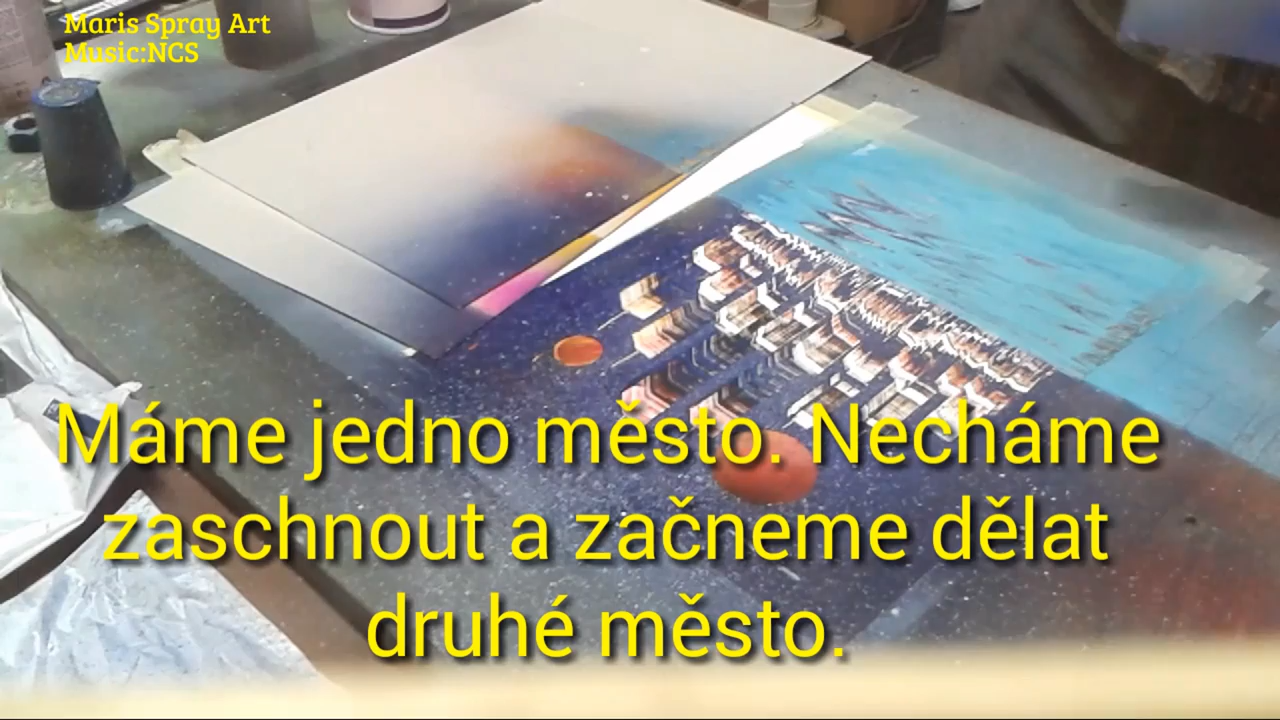 Maris Spray Art
Music:NCS
Máme jedno město. Necháme
zaschnout a začneme dělat
druhé město.